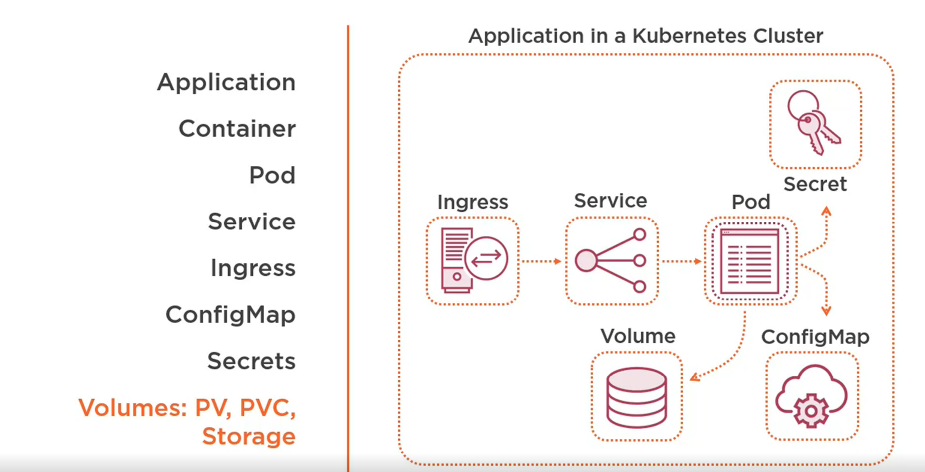 Application
Container
Pod
Service
Ingress
ConfigMap
Secrets
Volumes: PV, PVC,
Storage
Application in a Kubernetes Cluster
Secret
Ingress
Service
Pod
Volume
ConfigMap